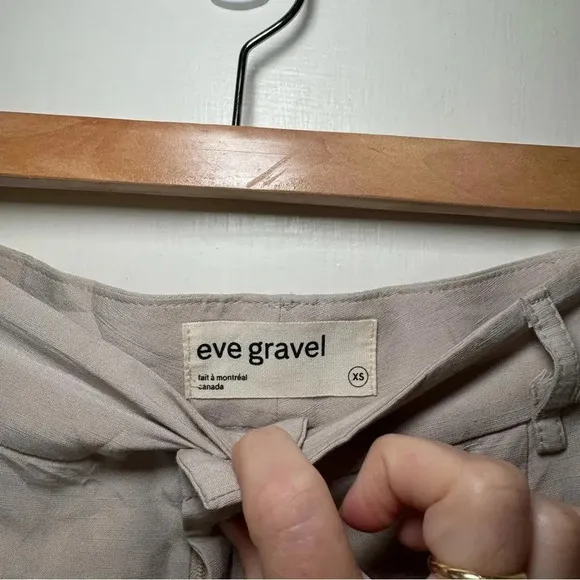 eve gravel
fait à montréal
canada
XS